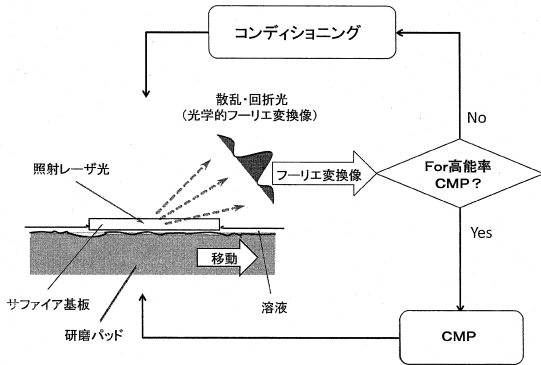 コンディショニング
散乱・回折光
(光学的フーリエ変換像)
No
照射レーザ光
フーリエ変換像
For高能率
CMP?
Yes
移動
サファイア基板
溶液
研磨パッド
CMP